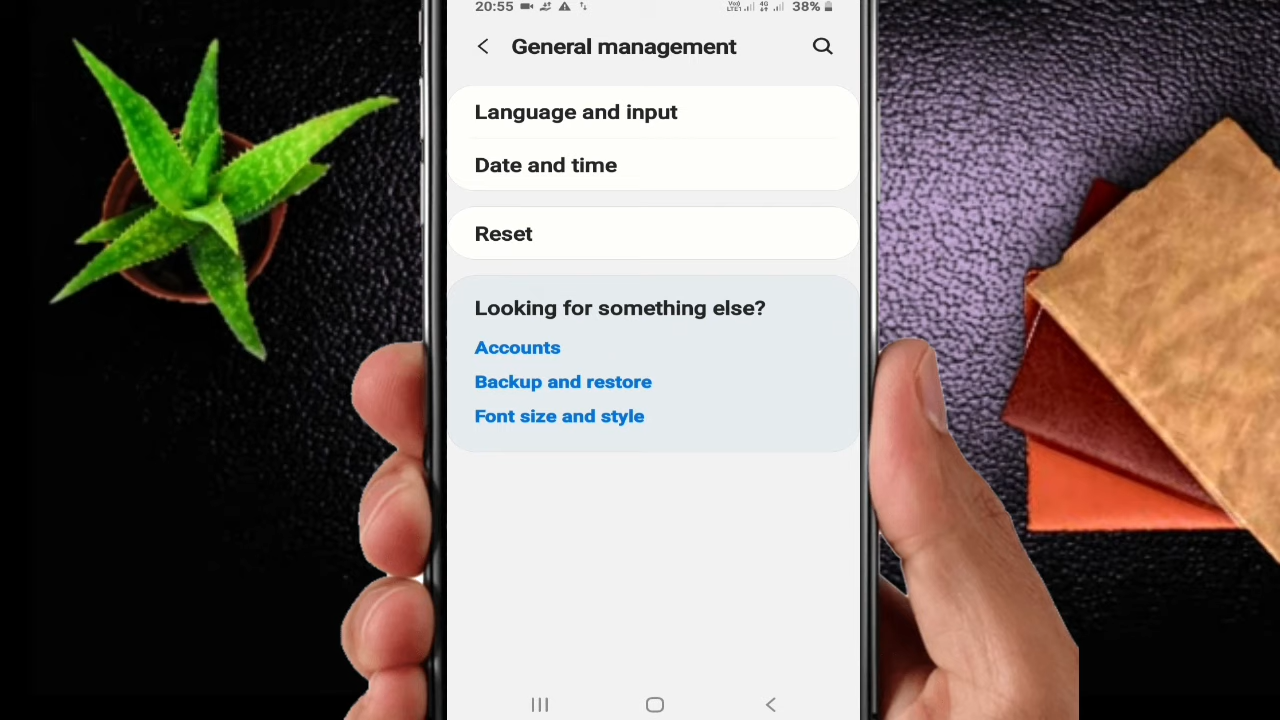 20:55 38%
General management
Language and input
Date and time
Reset
Looking for something else?
Accounts
Backup and restore
Font size and style